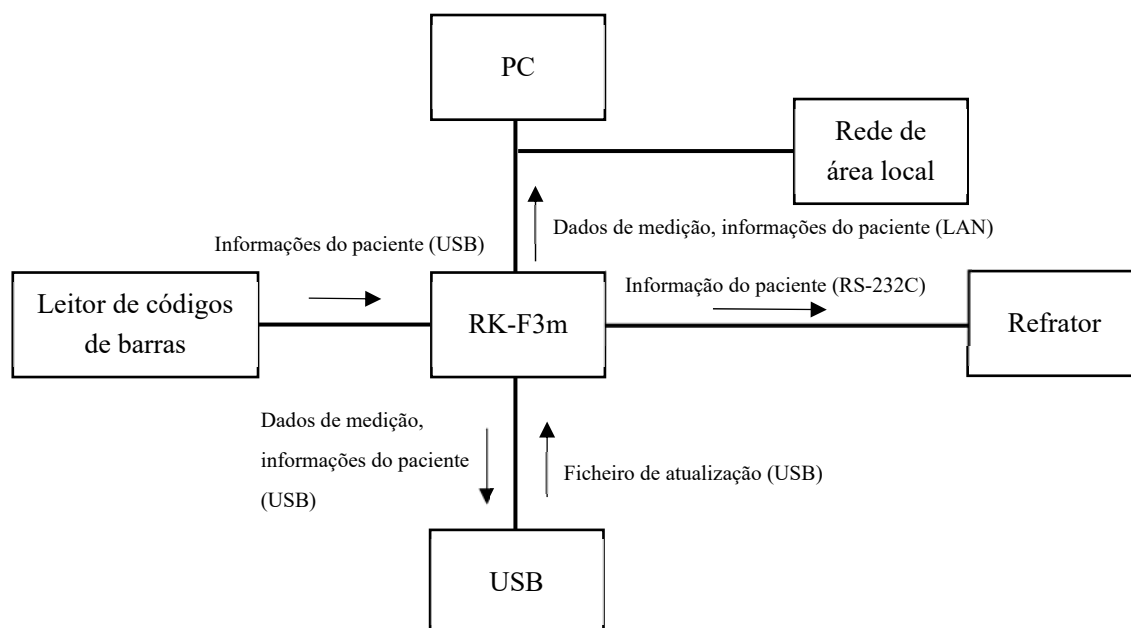 PC
Rede de
área local
Dados de medição, informações do paciente (LAN)
Informações do paciente (USB)
Informação do paciente (RS-232C)
Leitor de códigos
de barras
RK-F3m
Refrator
Dados de medição,
informações do paciente
(USB)
Ficheiro de atualização (USB)
USB